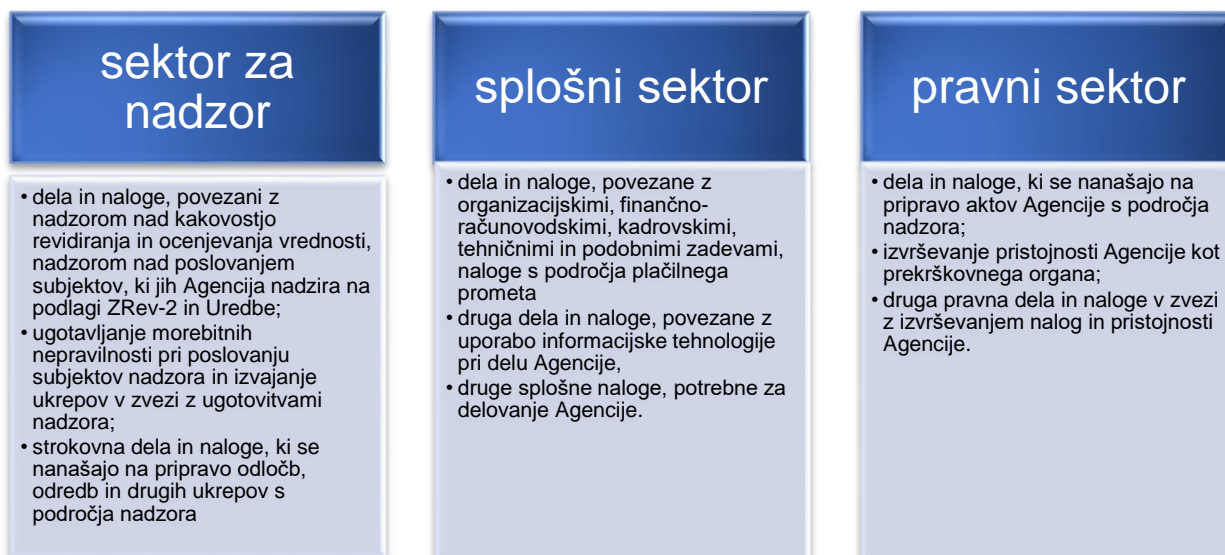 sektor za
nadzor
• dela in naloge, povezani z
nadzorom nad kakovostjo
revidiranja in ocenjevanja vrednosti,
nadzorom nad poslovanjem
subjektov, ki jih Agencija nadzira na
podlagi ZRev-2 in Uredbe;
• ugotavljanje morebitnih
nepravilnosti pri poslovanju
subjektov nadzora in izvajanje
ukrepov v zvezi z ugotovitvami
nadzora;
• strokovna dela in naloge, ki se
nanašajo na pripravo odločb,
odredb in drugih ukrepov s
področja nadzora
splošni sektor
• dela in naloge, povezane z
organizacijskimi, finančno-
računovodskimi, kadrovskimi,
tehničnimi in podobnimi zadevami,
naloge s področja plačilnega
prometa
• druga dela in naloge, povezane z
uporabo informacijske tehnologije
pri delu Agencije,
• druge splošne naloge, potrebne za
delovanje Agencije.
pravni sektor
• dela in naloge, ki se nanašajo na
pripravo aktov Agencije s področja
nadzora;
• izvrševanje pristojnosti Agencije kot
prekrškovnega organa;
• druga pravna dela in naloge v zvezi
z izvrševanjem nalog in pristojnosti
Agencije.